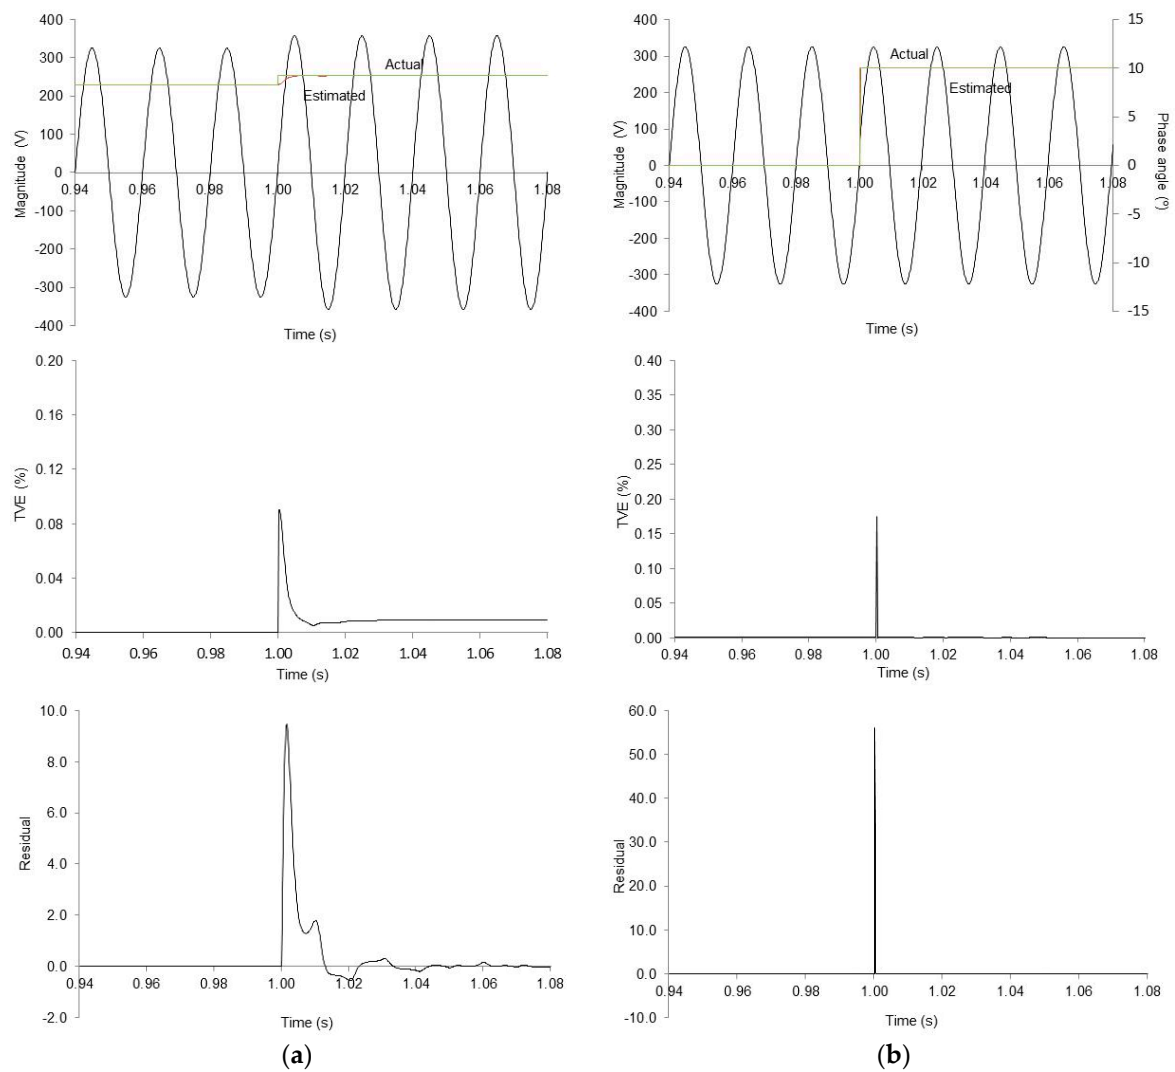 400
300
200
100
0
-100
-200
-300
-400
Magnitude (V)
Actual
Estimated
0.94 0.96 0.98 1.00 1.02 1.04 1.06 1.08
Time (s)
400
300
200
100
0
-100
-200
-300
-400
Magnitude (V)
Actual
Estimated
0.94 0.96 0.98 1.00 1.02 1.04 1.06 1.08
15
10
5
0
-5
-10
-15
Phase angle (º)
Time (s)
0.20
0.16
0.12
0.08
0.04
0.00
TVE (%)
0.94 0.96 0.98 1.00 1.02 1.04 1.06 1.08
Time (s)
0.40
0.35
0.30
0.25
0.20
0.15
0.10
0.05
0.00
TVE (%)
0.94 0.96 0.98 1.00 1.02 1.04 1.06 1.08
Time (s)
10.0
8.0
6.0
4.0
2.0
0.0
-2.0
Residual
0.94 0.96 0.98 1.00 1.02 1.04 1.06 1.08
Time (s)
60.0
50.0
40.0
30.0
20.0
10.0
0.0
-10.0
Residual
0.94 0.96 0.98 1.00 1.02 1.04 1.06 1.08
Time (s)
(a)
(b)